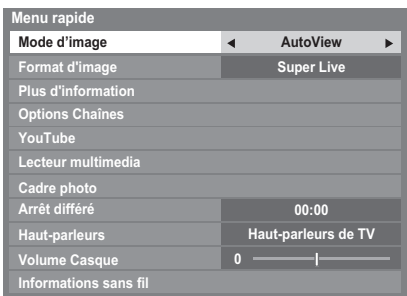 Menu rapide
Mode d’image ◄ AutoView ►
Format d'image Super Live
Plus d'information
Options Chaînes
YouTube
Lecteur multimedia
Cadre photo
Arrêt différé 00:00
Haut-parleurs Haut-parleurs de TV
Volume Casque 0
Informations sans fil